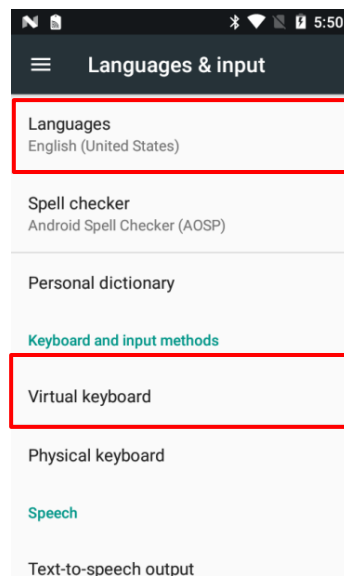 5:50
Languages & input
Languages
English (United States)
Spell checker
Android Spell Checker (AOSP)
Personal dictionary
Keyboard and input methods
Virtual keyboard
Physical keyboard
Speech
Text-to-speech output